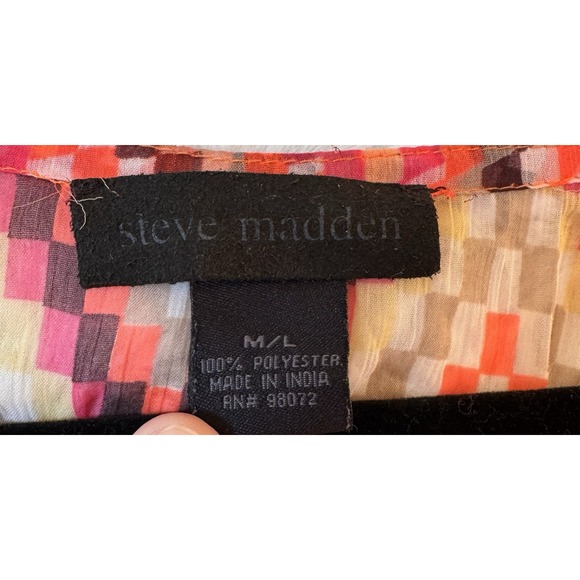 steve madden
M/L
100% POLYESTER
MADE IN INDIA
RN# 98072